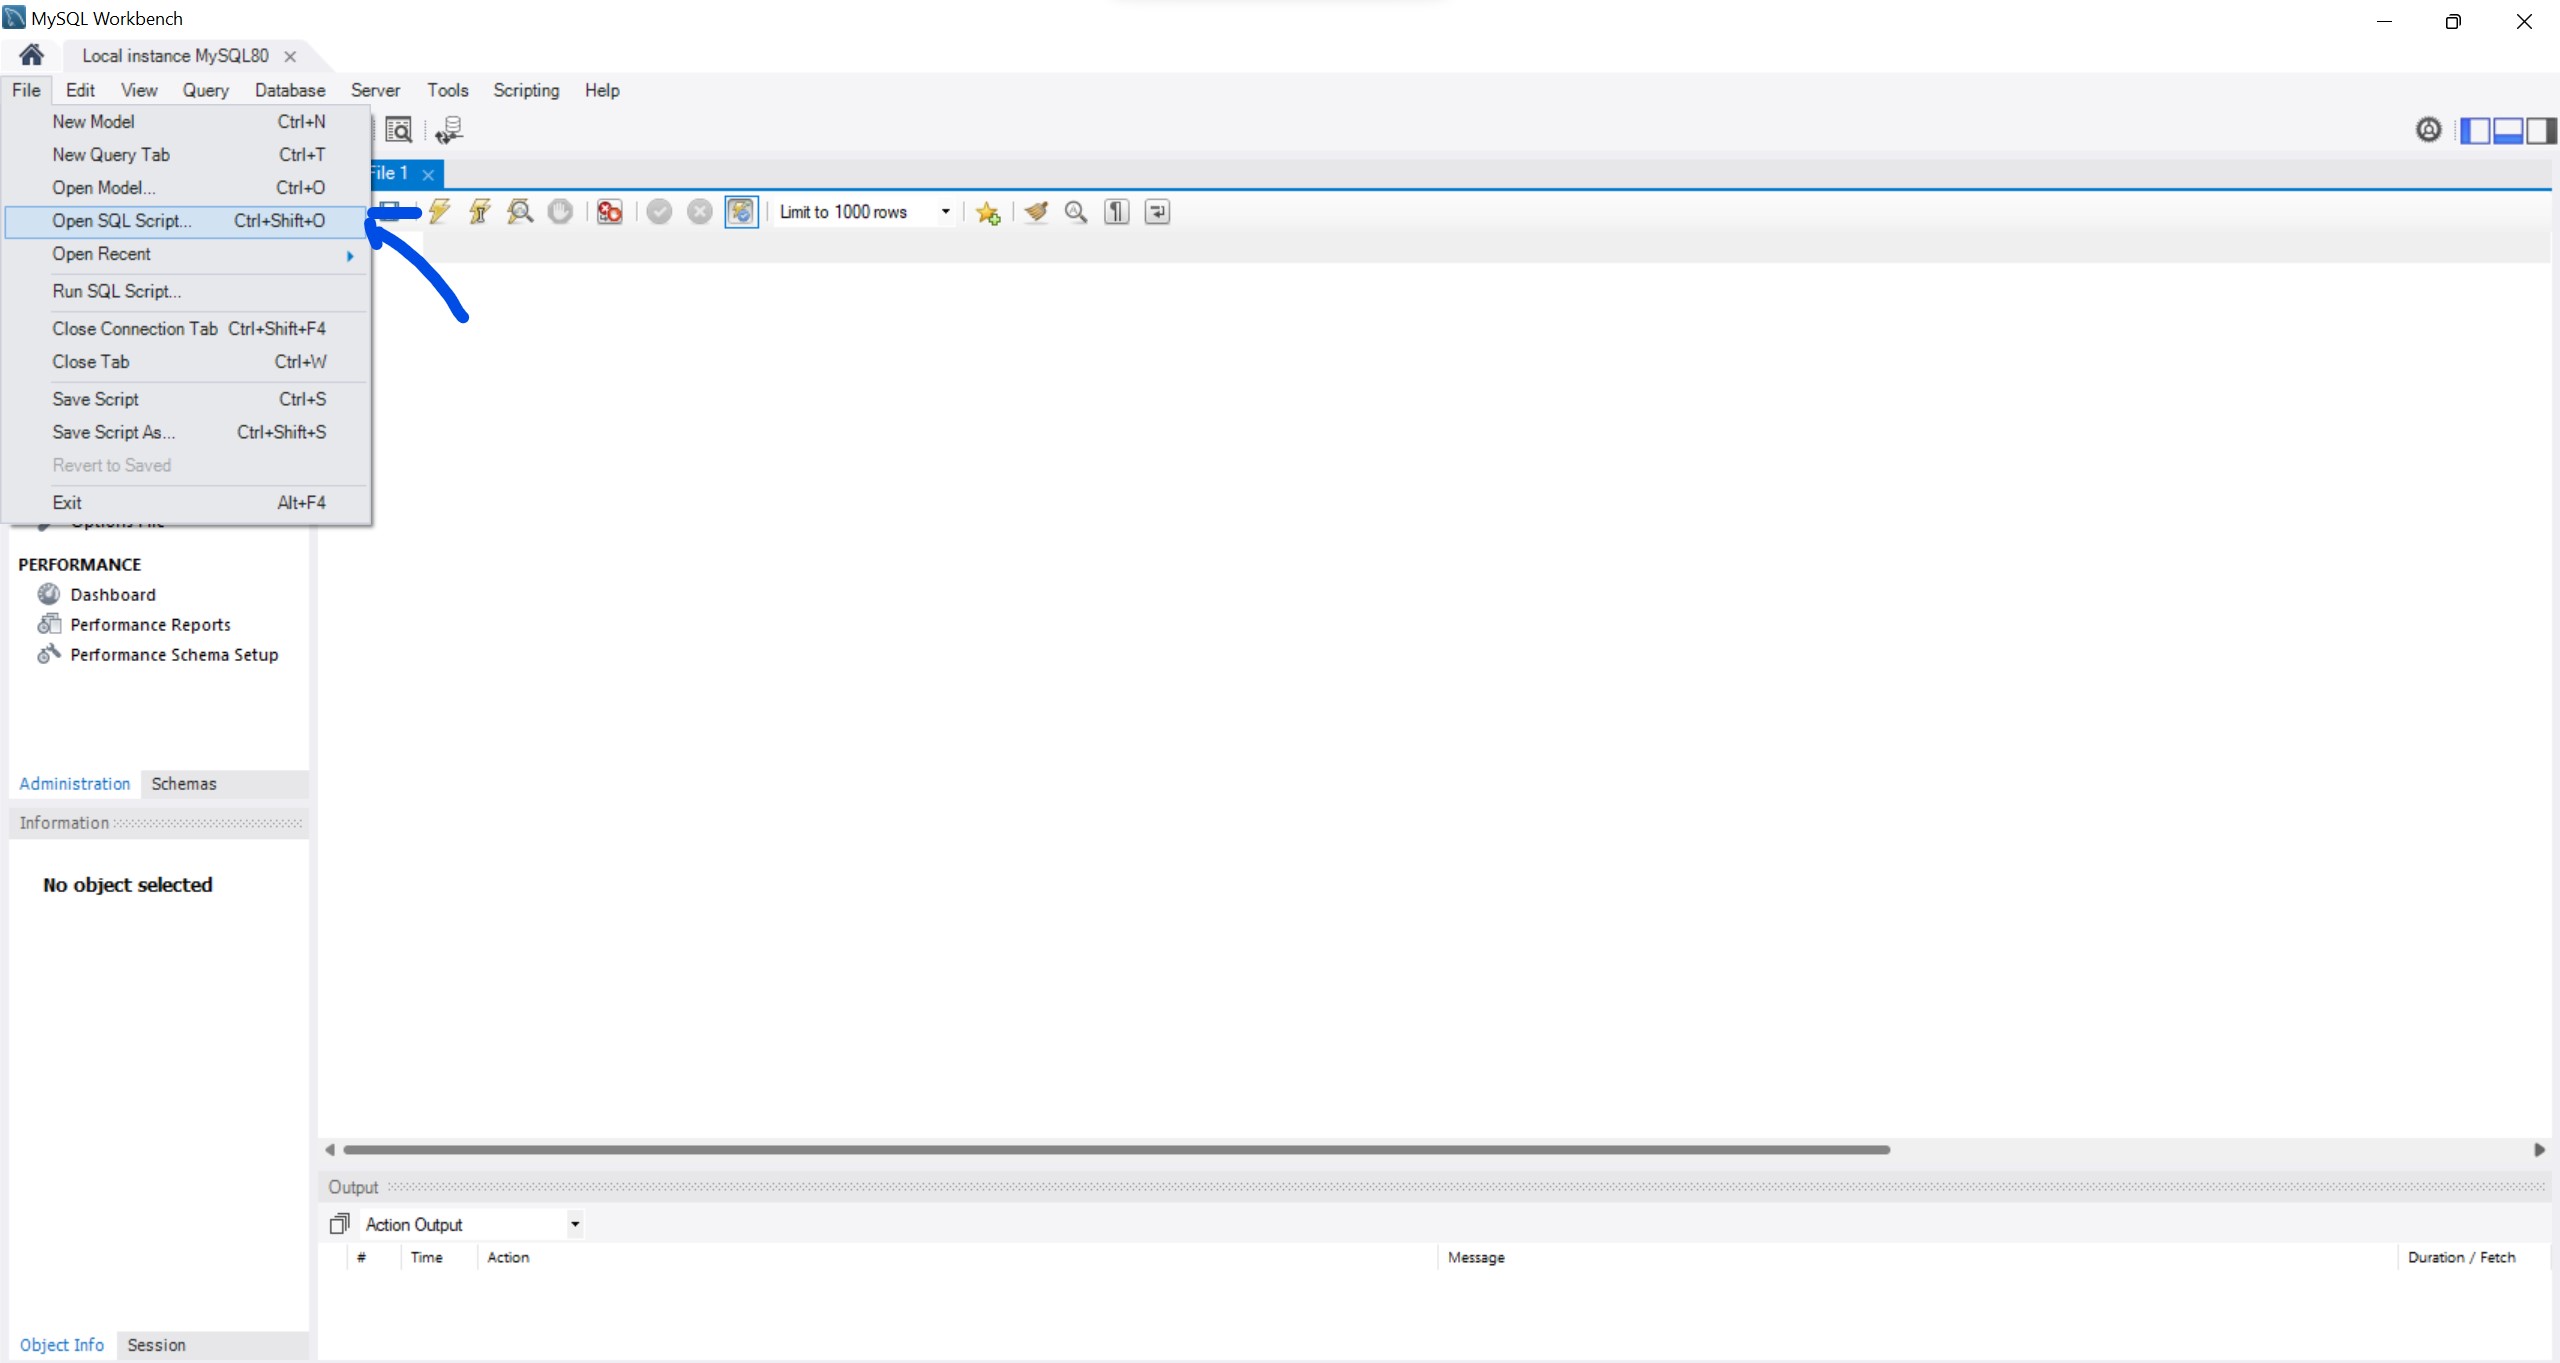 MySQL Workbench
Local instance MySQL80
File Edit View Query Database Server Tools Scripting Help
New Model Ctrl+N
New Query Tab Ctrl+T
Open Model... Ctrl+O
File 1
Open SQL Script... Ctrl+Shift+O
Limit to 1000 rows
Open Recent
Run SQL Script...
Close Connection Tab Ctrl+Shift+F4
Close Tab Ctrl+W
Save Script Ctrl+S
Save Script As... Ctrl+Shift+S
Revert to Saved
Exit Alt+F4
Options File
PERFORMANCE
Dashboard
Performance Reports
Performance Schema Setup
Administration Schemas
Information
No object selected
Output
Action Output
# Time Action Message Duration / Fetch
Object Info Session